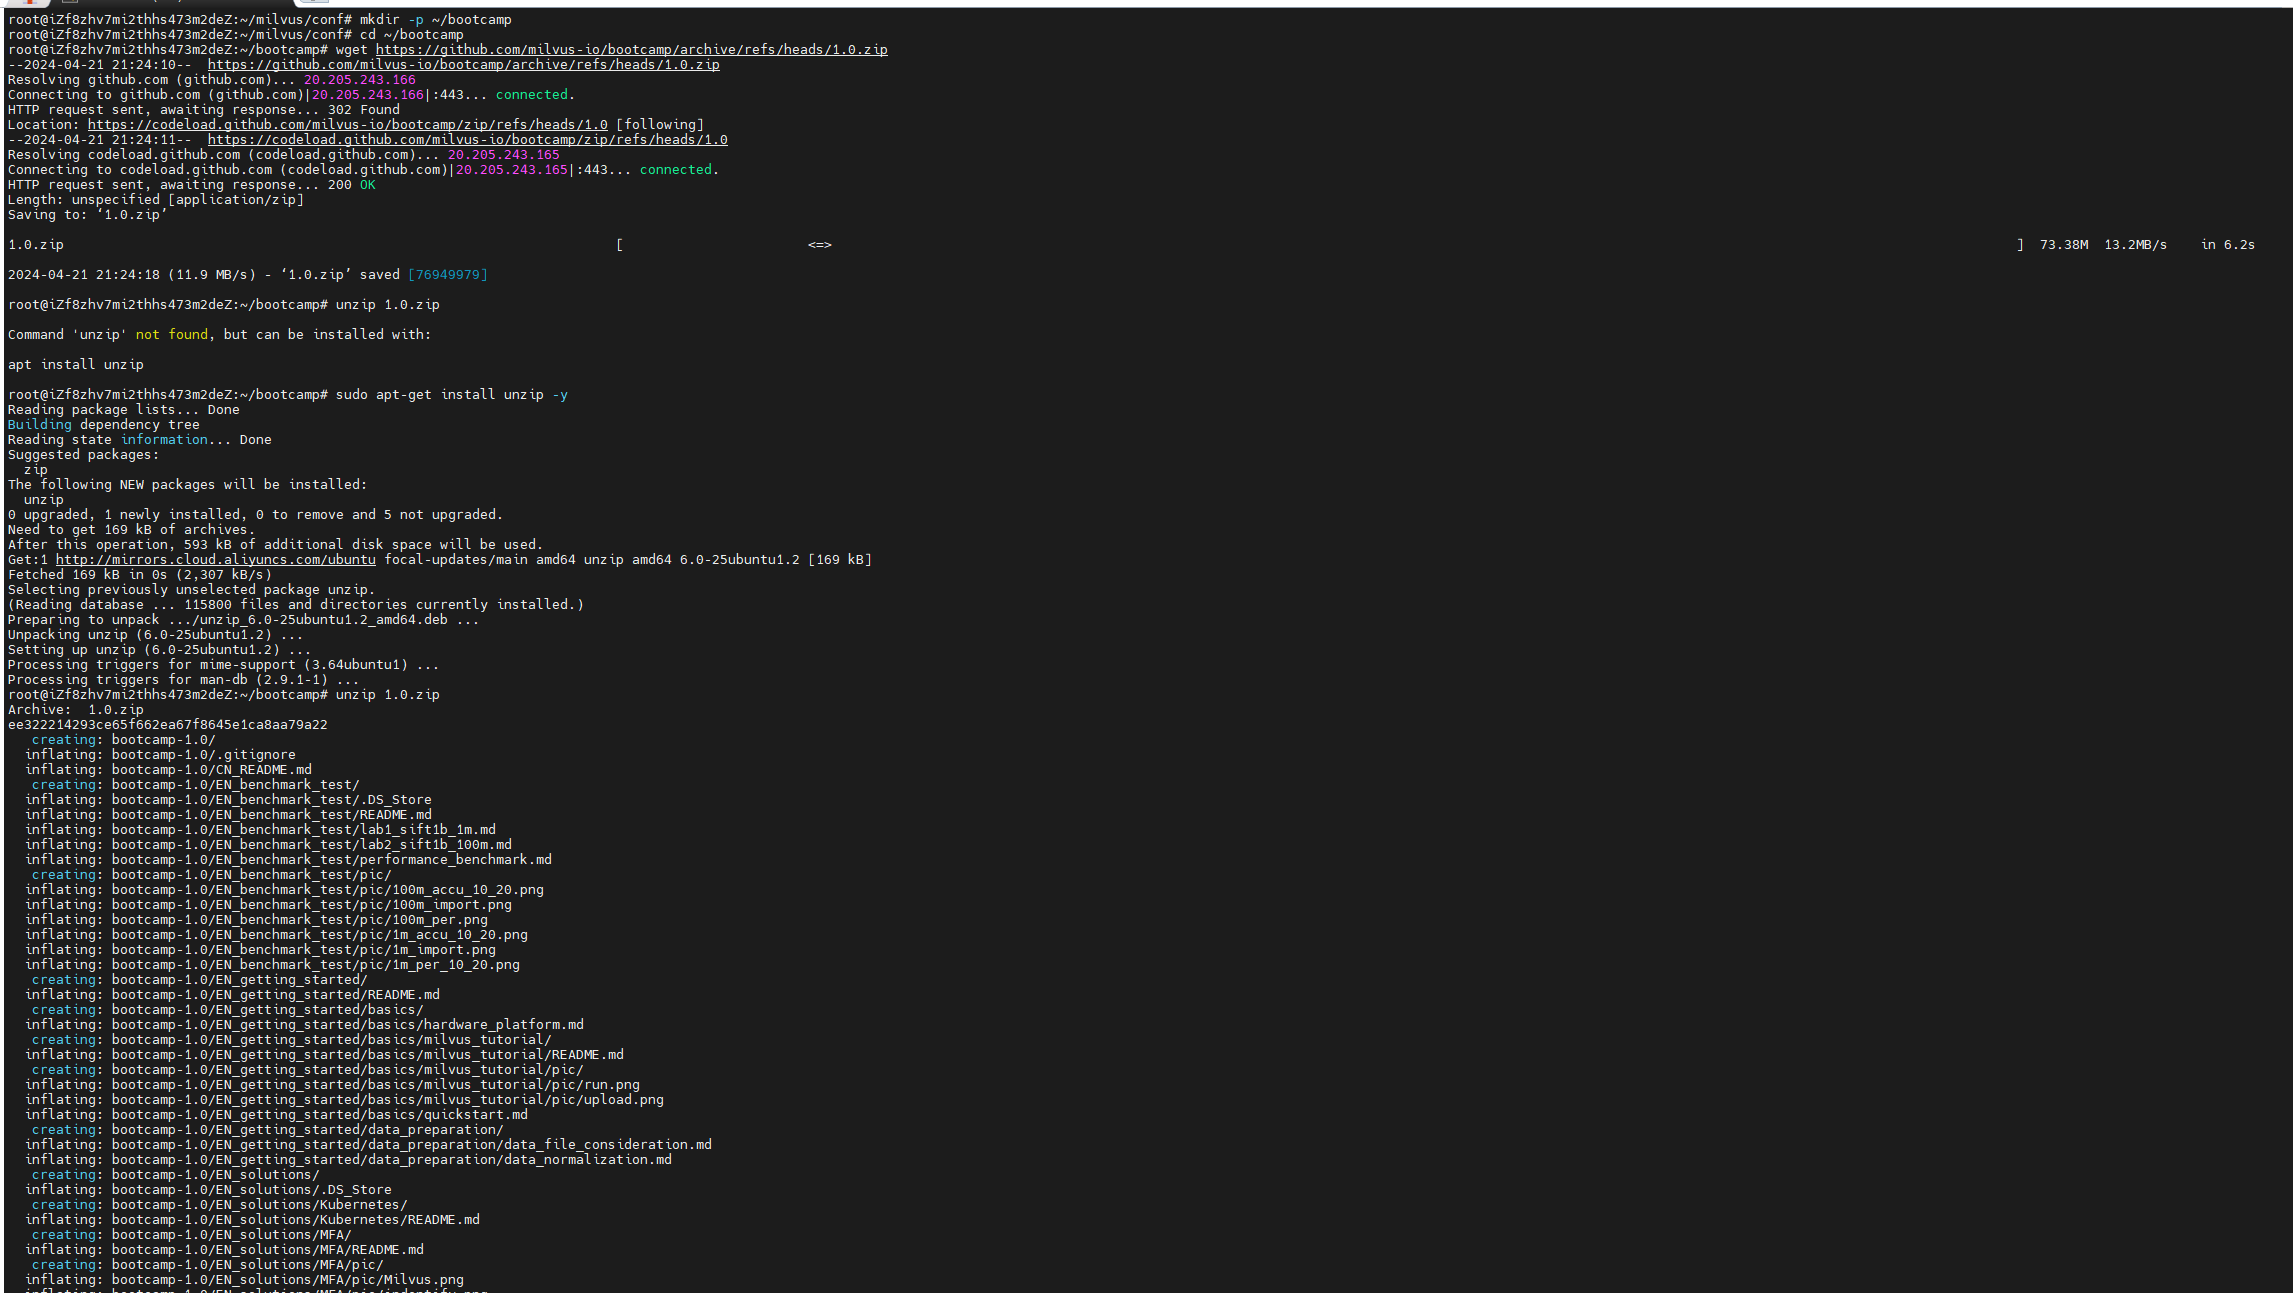 root@iZf8zhv7mi2thhs473m2deZ:~/milvus/conf# mkdir -p ~/bootcamp
root@iZf8zhv7mi2thhs473m2deZ:~/milvus/conf# cd ~/bootcamp
root@iZf8zhv7mi2thhs473m2deZ:~/bootcamp# wget https://github.com/milvus-io/bootcamp/archive/refs/heads/1.0.zip
--2024-04-21 21:24:10--  https://github.com/milvus-io/bootcamp/archive/refs/heads/1.0.zip
Resolving github.com (github.com)... 20.205.243.166
Connecting to github.com (github.com)|20.205.243.166|:443... connected.
HTTP request sent, awaiting response... 302 Found
Location: https://codeload.github.com/milvus-io/bootcamp/zip/refs/heads/1.0 [following]
--2024-04-21 21:24:11--  https://codeload.github.com/milvus-io/bootcamp/zip/refs/heads/1.0
Resolving codeload.github.com (codeload.github.com)... 20.205.243.165
Connecting to codeload.github.com (codeload.github.com)|20.205.243.165|:443... connected.
HTTP request sent, awaiting response... 200 OK
Length: unspecified [application/zip]
Saving to: ‘1.0.zip’
1.0.zip [ <=> ] 73.38M 13.2MB/s in 6.2s
2024-04-21 21:24:18 (11.9 MB/s) - ‘1.0.zip’ saved [76949979]
root@iZf8zhv7mi2thhs473m2deZ:~/bootcamp# unzip 1.0.zip
Command 'unzip' not found, but can be installed with:
apt install unzip
root@iZf8zhv7mi2thhs473m2deZ:~/bootcamp# sudo apt-get install unzip -y
Reading package lists... Done
Building dependency tree
Reading state information... Done
Suggested packages:
  zip
The following NEW packages will be installed:
  unzip
0 upgraded, 1 newly installed, 0 to remove and 5 not upgraded.
Need to get 169 kB of archives.
After this operation, 593 kB of additional disk space will be used.
Get:1 http://mirrors.cloud.aliyuncs.com/ubuntu focal-updates/main amd64 unzip amd64 6.0-25ubuntu1.2 [169 kB]
Fetched 169 kB in 0s (2,307 kB/s)
Selecting previously unselected package unzip.
(Reading database ... 115800 files and directories currently installed.)
Preparing to unpack .../unzip_6.0-25ubuntu1.2_amd64.deb ...
Unpacking unzip (6.0-25ubuntu1.2) ...
Setting up unzip (6.0-25ubuntu1.2) ...
Processing triggers for mime-support (3.64ubuntu1) ...
Processing triggers for man-db (2.9.1-1) ...
root@iZf8zhv7mi2thhs473m2deZ:~/bootcamp# unzip 1.0.zip
Archive:  1.0.zip
ee322214293ce65f662ea67f8645e1ca8aa79a22
   creating: bootcamp-1.0/
  inflating: bootcamp-1.0/.gitignore
  inflating: bootcamp-1.0/CN_README.md
   creating: bootcamp-1.0/EN_benchmark_test/
  inflating: bootcamp-1.0/EN_benchmark_test/.DS_Store
  inflating: bootcamp-1.0/EN_benchmark_test/README.md
  inflating: bootcamp-1.0/EN_benchmark_test/lab1_sift1b_1m.md
  inflating: bootcamp-1.0/EN_benchmark_test/lab2_sift1b_100m.md
  inflating: bootcamp-1.0/EN_benchmark_test/performance_benchmark.md
   creating: bootcamp-1.0/EN_benchmark_test/pic/
  inflating: bootcamp-1.0/EN_benchmark_test/pic/100m_accu_10_20.png
  inflating: bootcamp-1.0/EN_benchmark_test/pic/100m_import.png
  inflating: bootcamp-1.0/EN_benchmark_test/pic/100m_per.png
  inflating: bootcamp-1.0/EN_benchmark_test/pic/1m_accu_10_20.png
  inflating: bootcamp-1.0/EN_benchmark_test/pic/1m_import.png
  inflating: bootcamp-1.0/EN_benchmark_test/pic/1m_per_10_20.png
   creating: bootcamp-1.0/EN_getting_started/
  inflating: bootcamp-1.0/EN_getting_started/README.md
   creating: bootcamp-1.0/EN_getting_started/basics/
  inflating: bootcamp-1.0/EN_getting_started/basics/hardware_platform.md
   creating: bootcamp-1.0/EN_getting_started/basics/milvus_tutorial/
  inflating: bootcamp-1.0/EN_getting_started/basics/milvus_tutorial/README.md
   creating: bootcamp-1.0/EN_getting_started/basics/milvus_tutorial/pic/
  inflating: bootcamp-1.0/EN_getting_started/basics/milvus_tutorial/pic/run.png
  inflating: bootcamp-1.0/EN_getting_started/basics/milvus_tutorial/pic/upload.png
  inflating: bootcamp-1.0/EN_getting_started/basics/quickstart.md
   creating: bootcamp-1.0/EN_getting_started/data_preparation/
  inflating: bootcamp-1.0/EN_getting_started/data_preparation/data_file_consideration.md
  inflating: bootcamp-1.0/EN_getting_started/data_preparation/data_normalization.md
   creating: bootcamp-1.0/EN_solutions/
  inflating: bootcamp-1.0/EN_solutions/.DS_Store
   creating: bootcamp-1.0/EN_solutions/Kubernetes/
  inflating: bootcamp-1.0/EN_solutions/Kubernetes/README.md
   creating: bootcamp-1.0/EN_solutions/MFA/
  inflating: bootcamp-1.0/EN_solutions/MFA/README.md
   creating: bootcamp-1.0/EN_solutions/MFA/pic/
  inflating: bootcamp-1.0/EN_solutions/MFA/pic/Milvus.png